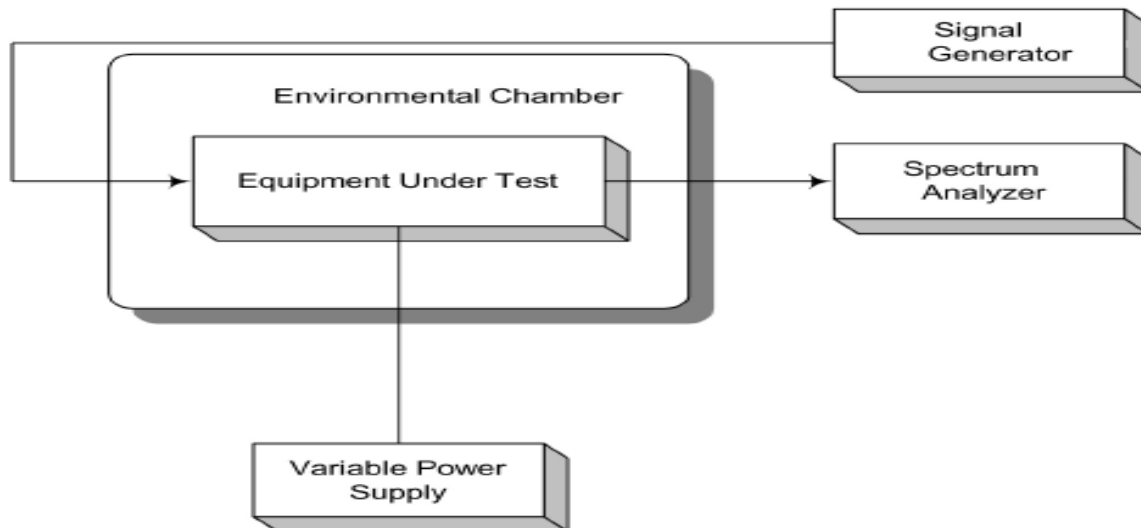 Signal
Generator
Environmental Chamber
Equipment Under Test
Spectrum
Analyzer
Variable Power
Supply